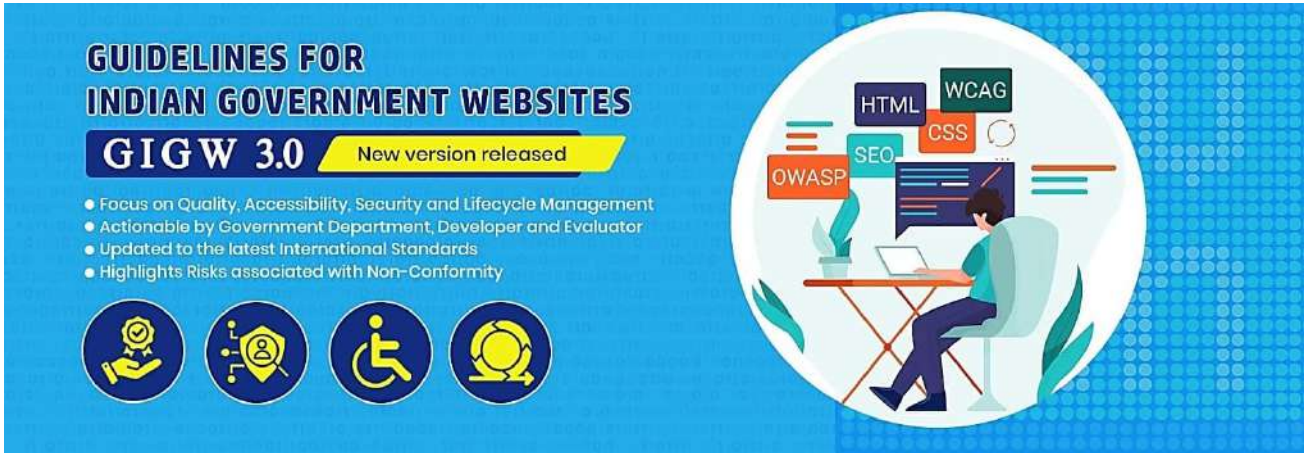 GUIDELINES FOR
INDIAN GOVERNMENT WEBSITES
GIGW 3.0 New version released
• Focus on Quality, Accessibility, Security and Lifecycle Management
• Actionable by Government Department, Developer and Evaluator
• Updated to the latest International Standards
• Highlights Risks associated with Non-Conformity
HTML
WCAG
CSS
SEO
OWASP